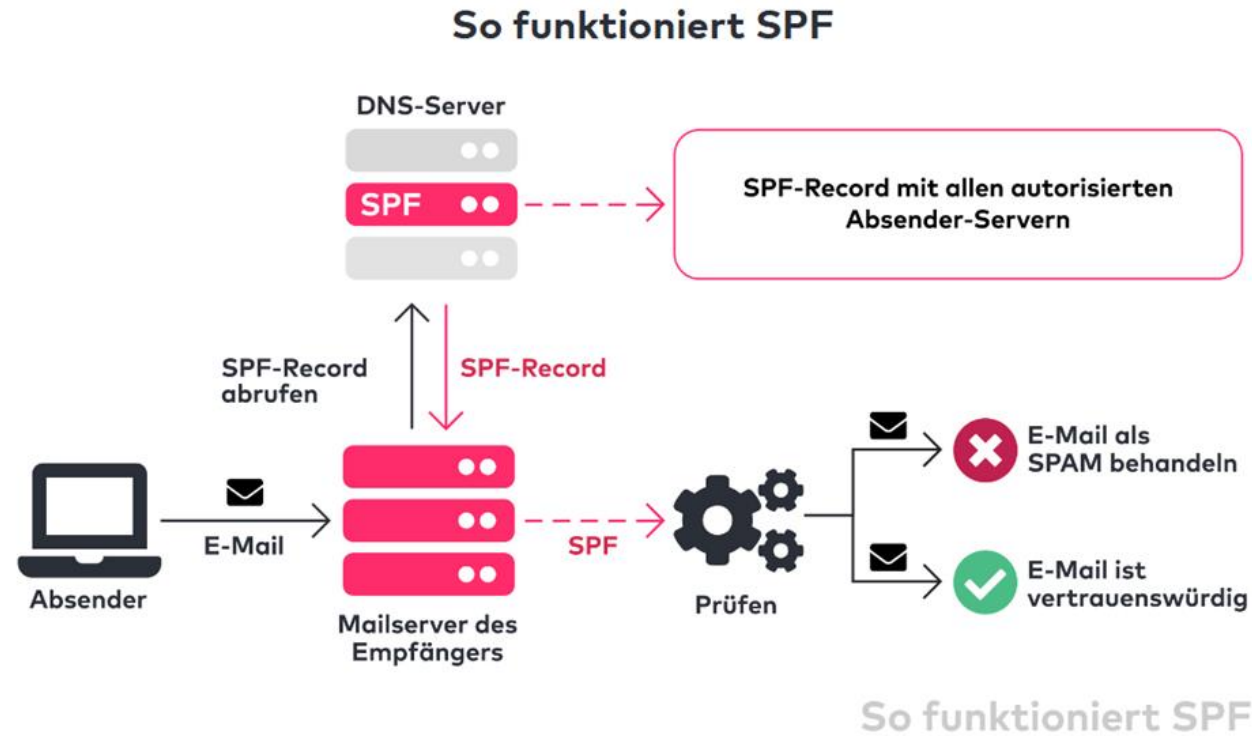 So funktioniert SPF
DNS-Server
SPF
SPF-Record mit allen autorisierten
Absender-Servern
SPF-Record
abrufen
SPF-Record
E-Mail
Absender
Mailserver des
Empfängers
SPF
Prüfen
E-Mail als
SPAM behandeln
E-Mail ist
vertrauenswürdig
So funktioniert SPF